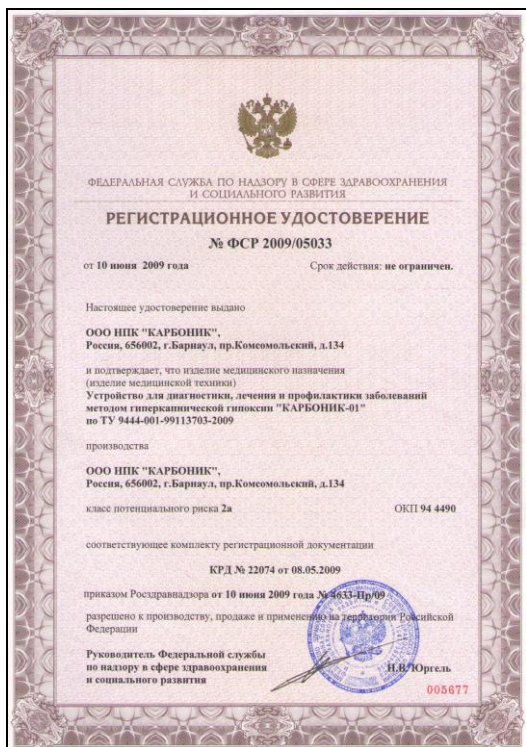 ФЕДЕРАЛЬНАЯ СЛУЖБА ПО НАДЗОРУ В СФЕРЕ ЗДРАВООХРАНЕНИЯ
И СОЦИАЛЬНОГО РАЗВИТИЯ
РЕГИСТРАЦИОННОЕ УДОСТОВЕРЕНИЕ
№ ФСР 2009/05033
от 10 июня 2009 года Срок действия: не ограничен.
Настоящее удостоверение выдано
ООО НПК "КАРБОНИК",
Россия, 656002, г.Барнаул, пр.Комсомольский, д.134
и подтверждает, что изделие медицинского назначения
(изделие медицинской техники)
Устройство для диагностики, лечения и профилактики заболеваний
методом гиперкапнической гипоксии "КАРБОНИК-01"
по ТУ 9444-001-99113703-2009
производства
ООО НПК "КАРБОНИК",
Россия, 656002, г.Барнаул, пр.Комсомольский, д.134
класс потенциального риска 2а ОКП 94 4490
соответствующее комплекту регистрационной документации
КРД № 22074 от 08.05.2009
приказом Росздравнадзора от 10 июня 2009 года № 4633-Пр/09
разрешено к производству, продаже и применению на территории Российской
Федерации
Руководитель Федеральной службы
по надзору в сфере здравоохранения
и социального развития
Н.В. Юргель
005677